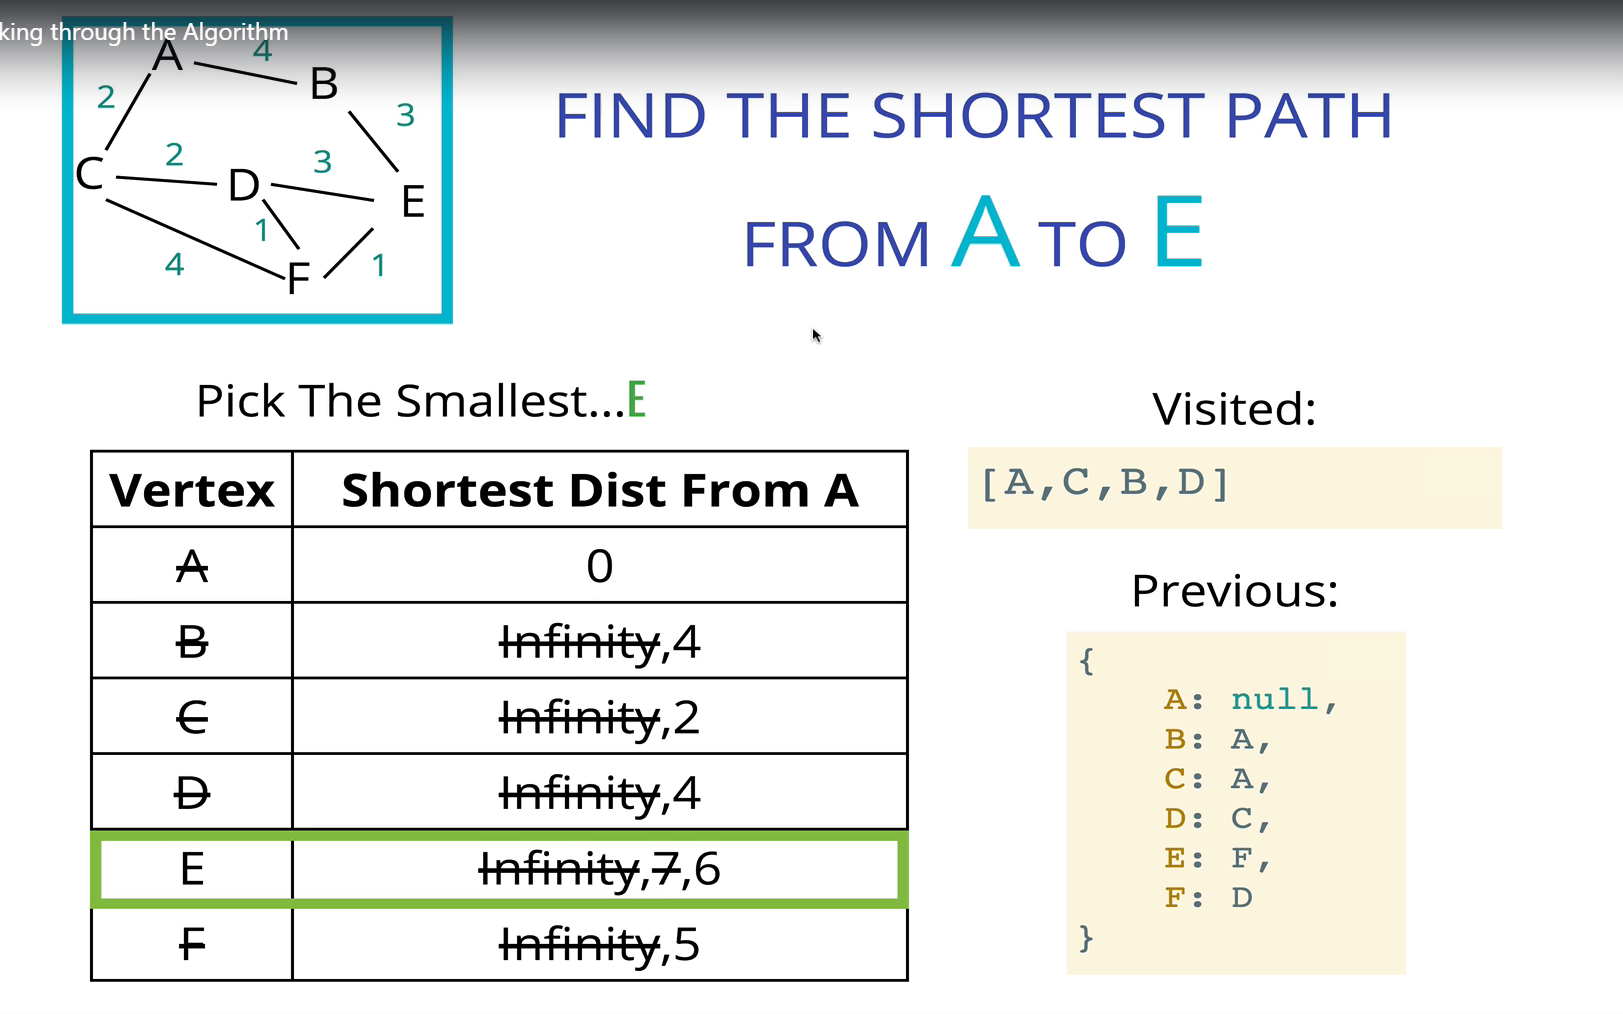 king through the Algorithm
A
4
B
2
3
C
2
D
3
E
1
4
F
1
FIND THE SHORTEST PATH
FROM A TO E
Pick The Smallest...E
Vertex Shortest Dist From A
A 0
B Infinity,4
C Infinity,2
D Infinity,4
E Infinity,7,6
F Infinity,5
Visited:
[A,C,B,D]
Previous:
{
A: null,
B: A,
C: A,
D: C,
E: F,
F: D
}